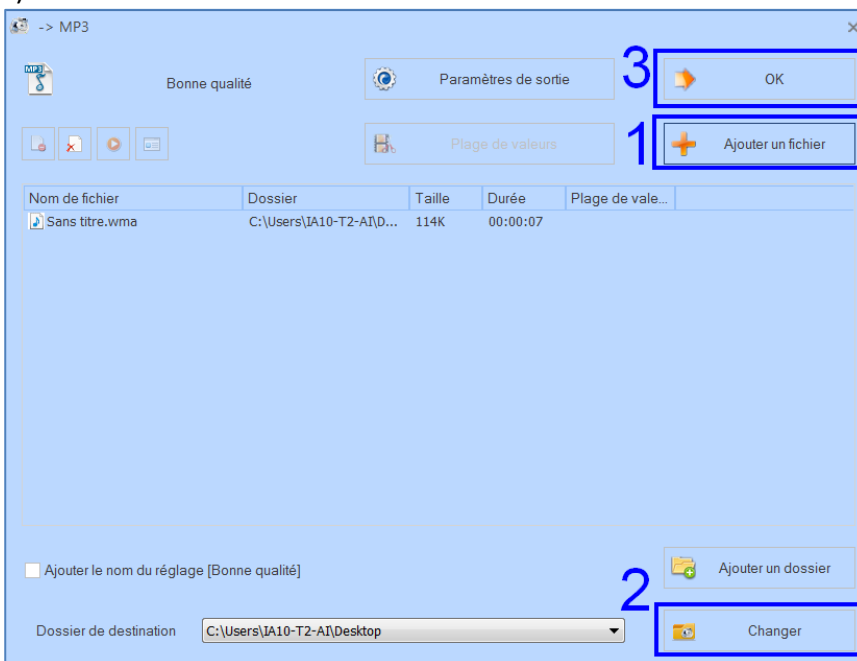 -> MP3
Bonne qualité
Paramètres de sortie
3
OK
MP3
Plage de valeurs
1
Ajouter un fichier
Nom de fichier Dossier Taille Durée Plage de vale...
Sans titre.wma C:\Users\IA10-T2-AI\D... 114K 00:00:07
Ajouter le nom du réglage [Bonne qualité]
Ajouter un dossier
2
Dossier de destination C:\Users\IA10-T2-AI\Desktop
Changer